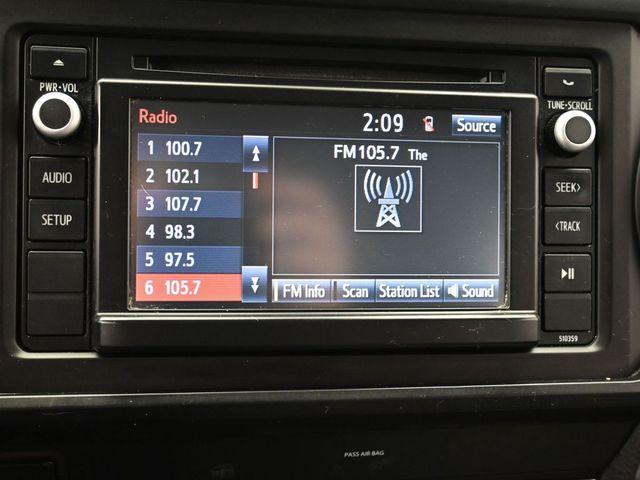 PWR•VOL
AUDIO
SETUP
Radio
2:09
Source
1 100.7
2 102.1
3 107.7
4 98.3
5 97.5
6 105.7
FM105.7 The
FM Info
Scan
Station List
Sound
TUNE•SCROLL
SEEK>
<TRACK
510359
PASS AIR BAG